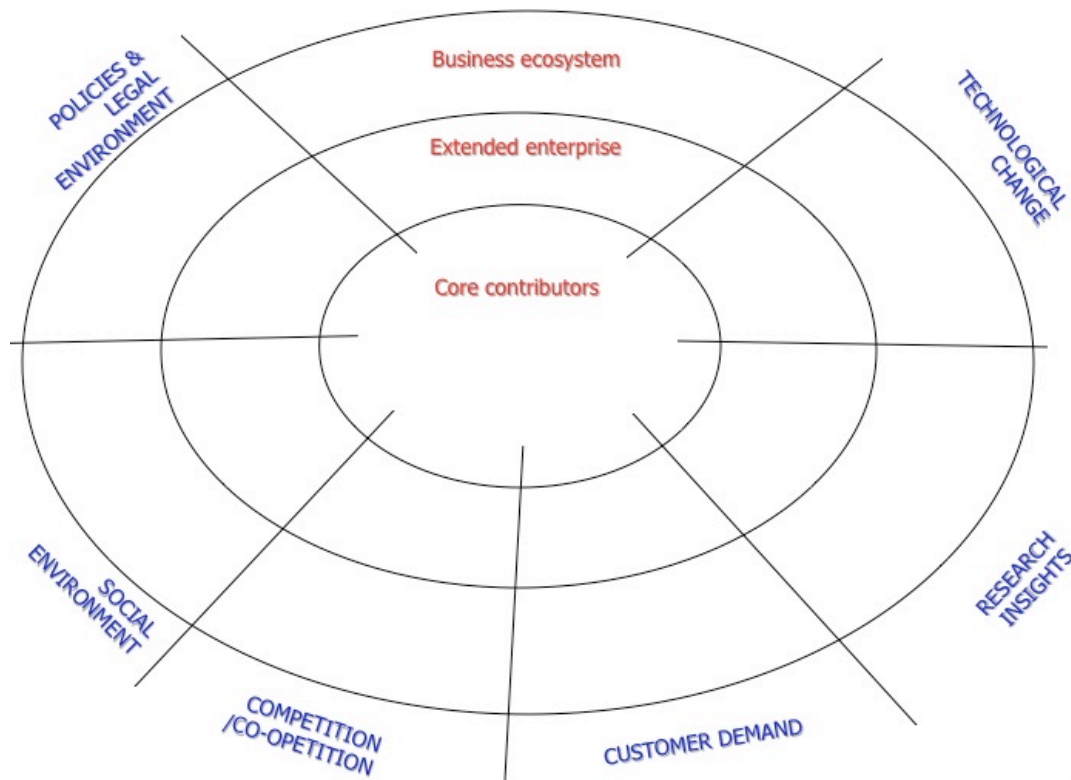 Business ecosystem
Extended enterprise
Core contributors
POLICIES &
LEGAL
ENVIRONMENT
TECHNOLOGICAL
CHANGE
SOCIAL
ENVIRONMENT
RESEARCH
INSIGHTS
COMPETITION
/CO-OPETITION
CUSTOMER DEMAND